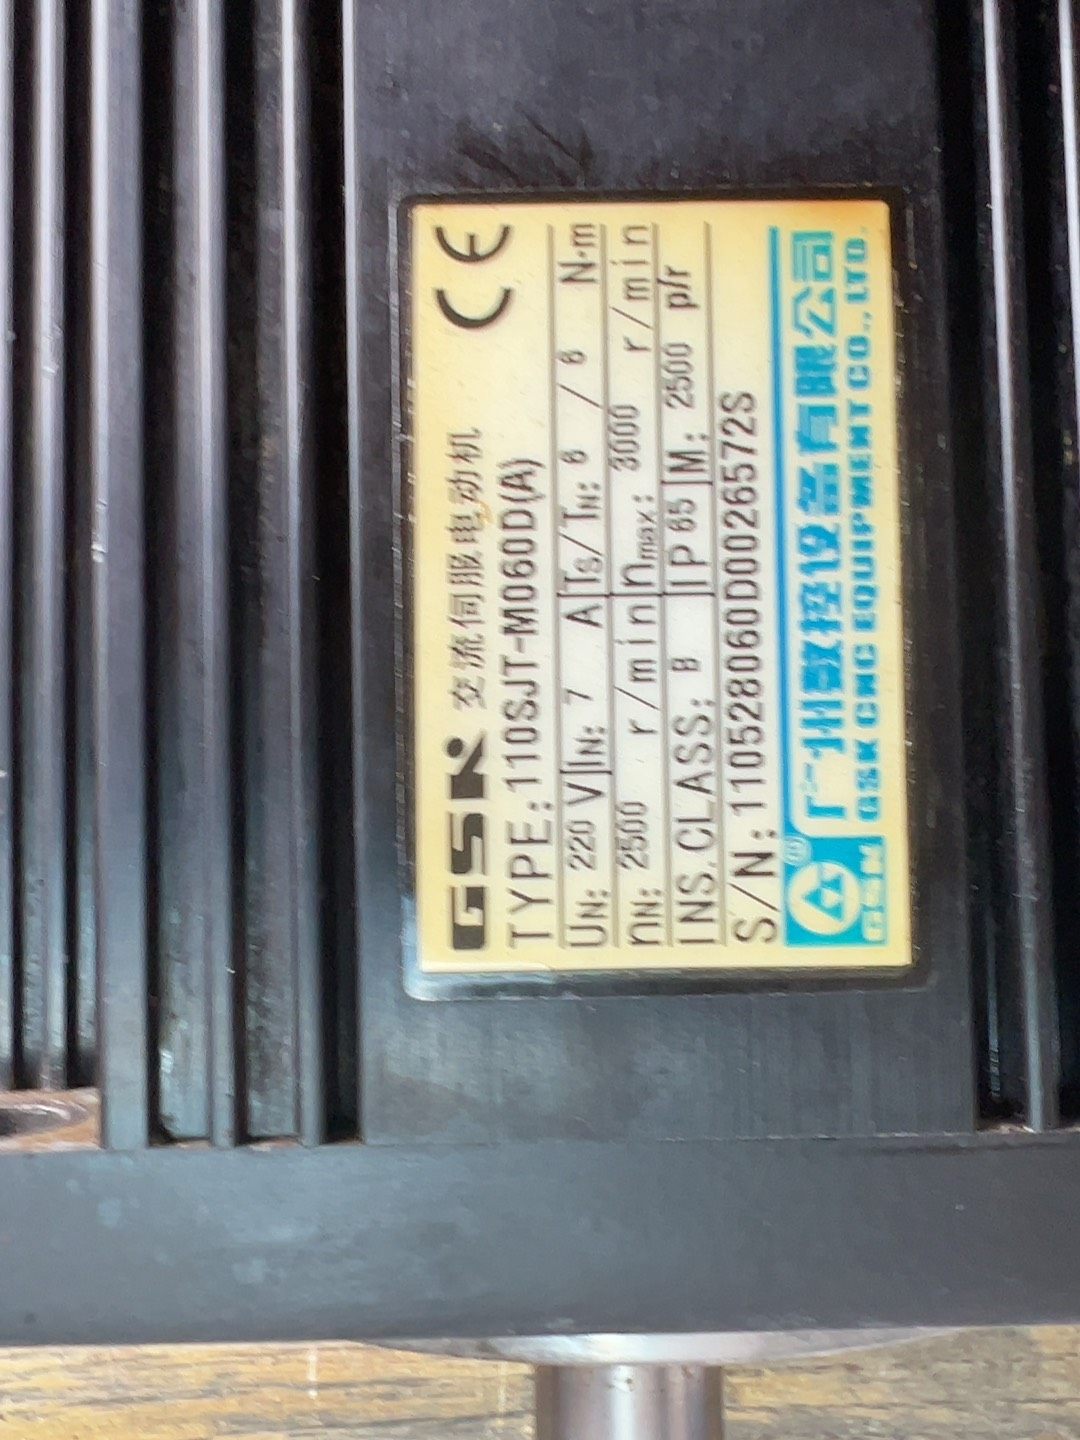 GSK 交流伺服电动机 CE
TYPE: 110SJT-M060D(A)
UN: 220 V IN: 7 A TS/TN: 6 / 6 N·m
nN: 2500 r/min nmax: 3000 r/min
INS.CLASS: B IP 65 M: 2500 p/r
S/N: 110528060D0026572S
广州数控设备有限公司
GSK GSK CNC EQUIPMENT CO., LTD.